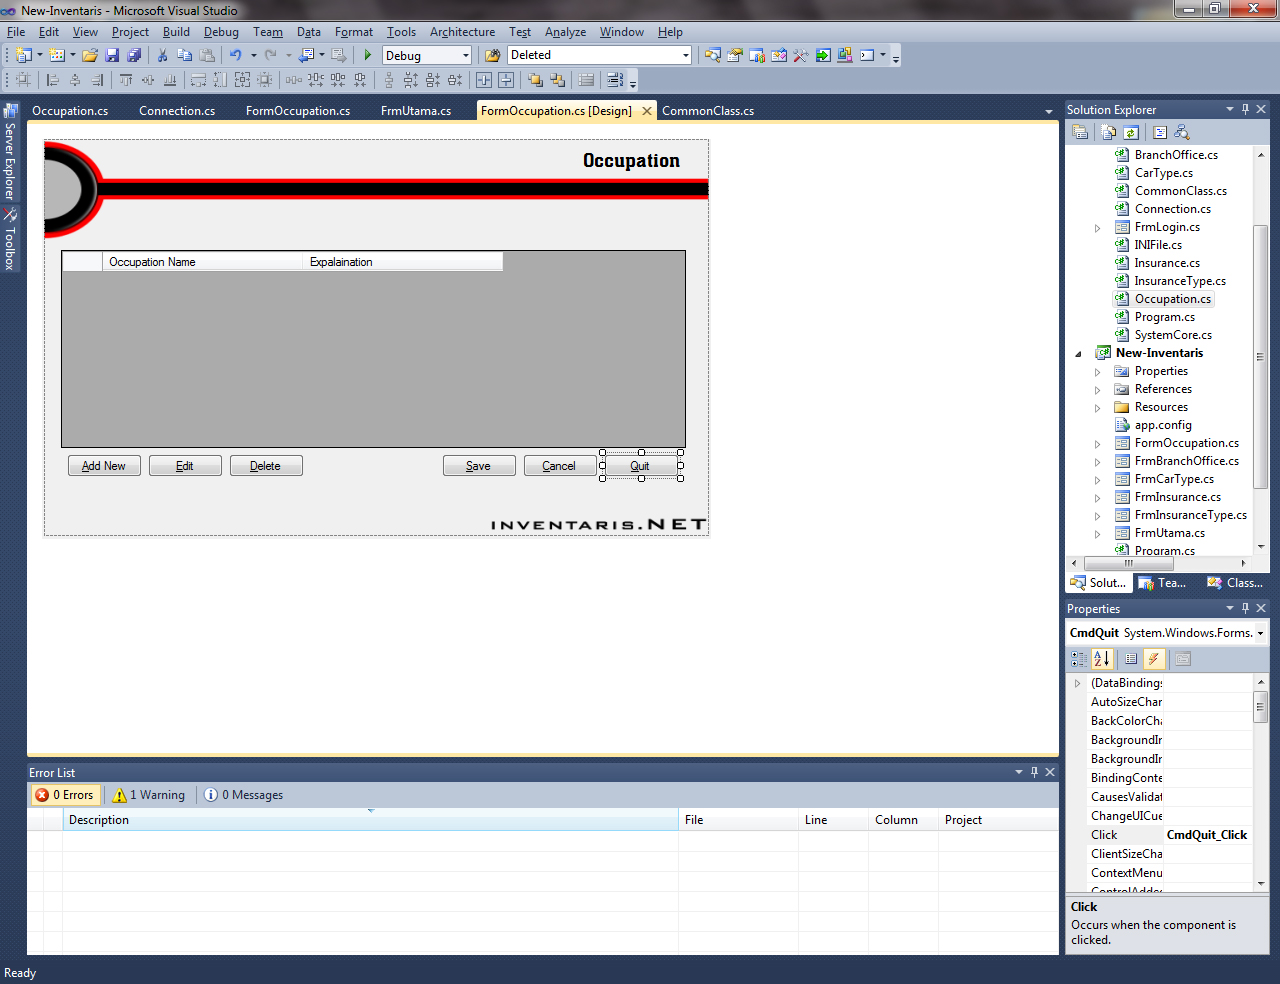 New-Inventaris - Microsoft Visual Studio
File Edit View Project Build Debug Team Data Format Tools Architecture Test Analyze Window Help
Debug Deleted
Occupation.cs Connection.cs FormOccupation.cs FrmUtama.cs FormOccupation.cs [Design] CommonClass.cs
Server Explorer
Toolbox
Occupation
Occupation Name Expalaination
Add New Edit Delete Save Cancel Quit
INVENTARIS.NET
Solution Explorer
BranchOffice.cs
CarType.cs
CommonClass.cs
Connection.cs
FrmLogin.cs
INIFile.cs
Insurance.cs
InsuranceType.cs
Occupation.cs
Program.cs
SystemCore.cs
New-Inventaris
Properties
References
Resources
app.config
FormOccupation.cs
FrmBranchOffice.cs
FrmCarType.cs
FrmInsurance.cs
FrmInsuranceType.cs
FrmUtama.cs
Program.cs
Solut... Tea... Class...
Properties
CmdQuit System.Windows.Forms.
(DataBindings
AutoSizeChar
BackColorCha
BackgroundIr
BackgroundIr
BindingConte
CausesValidat
ChangeUICue
Click CmdQuit_Click
ClientSizeCha
ContextMenu
ControlAdded
Click
Occurs when the component is
clicked.
Error List
0 Errors 1 Warning 0 Messages
Description File Line Column Project
Ready